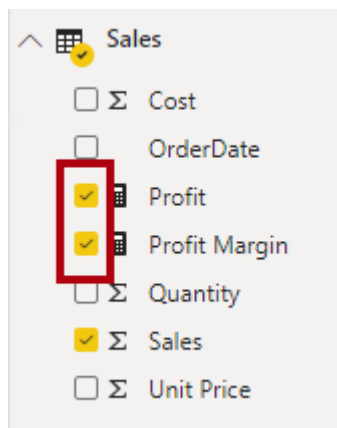 Sales
Σ Cost
OrderDate
Profit
Profit Margin
Σ Quantity
Σ Sales
Σ Unit Price